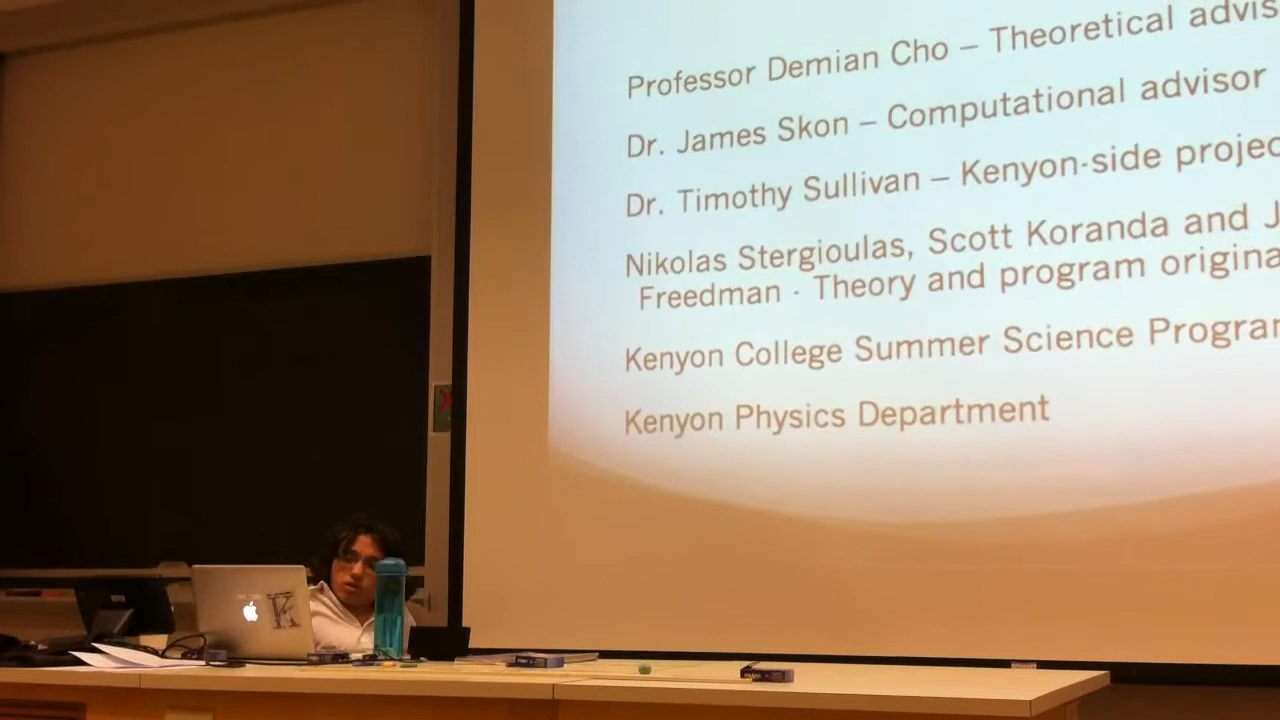 Professor Demian Cho – Theoretical advis
Dr. James Skon – Computational advisor
Dr. Timothy Sullivan – Kenyon-side projec
Nikolas Stergioulas, Scott Koranda and J
Freedman - Theory and program origina
Kenyon College Summer Science Program
Kenyon Physics Department
K